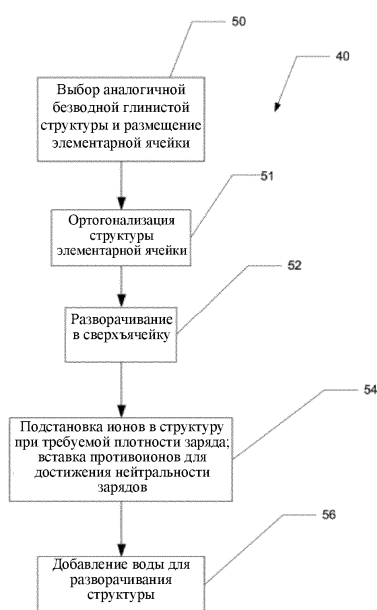 50
40
Выбор аналогичной
безводной глинистой
структуры и размещение
элементарной ячейки
51
Ортогонализация
структуры
элементарной ячейки
52
Разворачивание
в сверхъячейку
54
Подстановка ионов в структуру
при требуемой плотности заряда;
вставка противоионов для
достижения нейтральности
зарядов
56
Добавление воды для
разворачивания
структуры